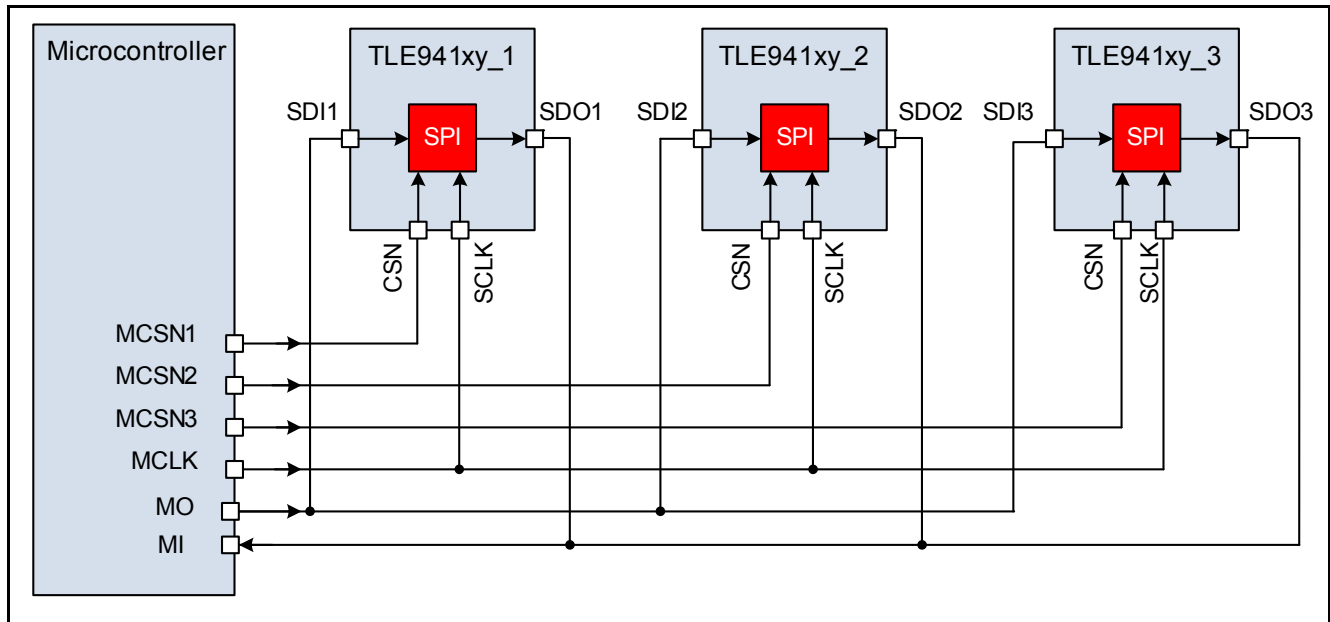 Microcontroller
TLE941xy_1
TLE941xy_2
TLE941xy_3
SDI1
SPI
SDO1
SDI2
SPI
SDO2
SDI3
SPI
SDO3
CSN
SCLK
CSN
SCLK
CSN
SCLK
MCSN1
MCSN2
MCSN3
MCLK
MO
MI